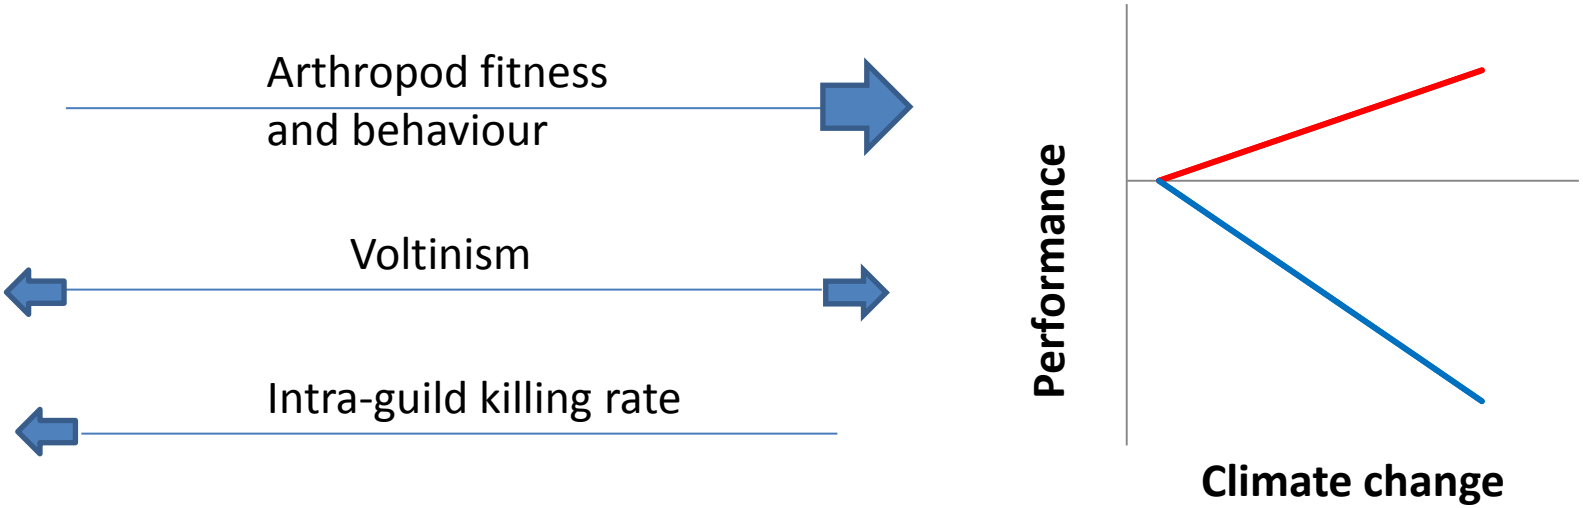 Arthropod fitness
and behaviour
Voltinism
Intra-guild killing rate
Performance
Climate change